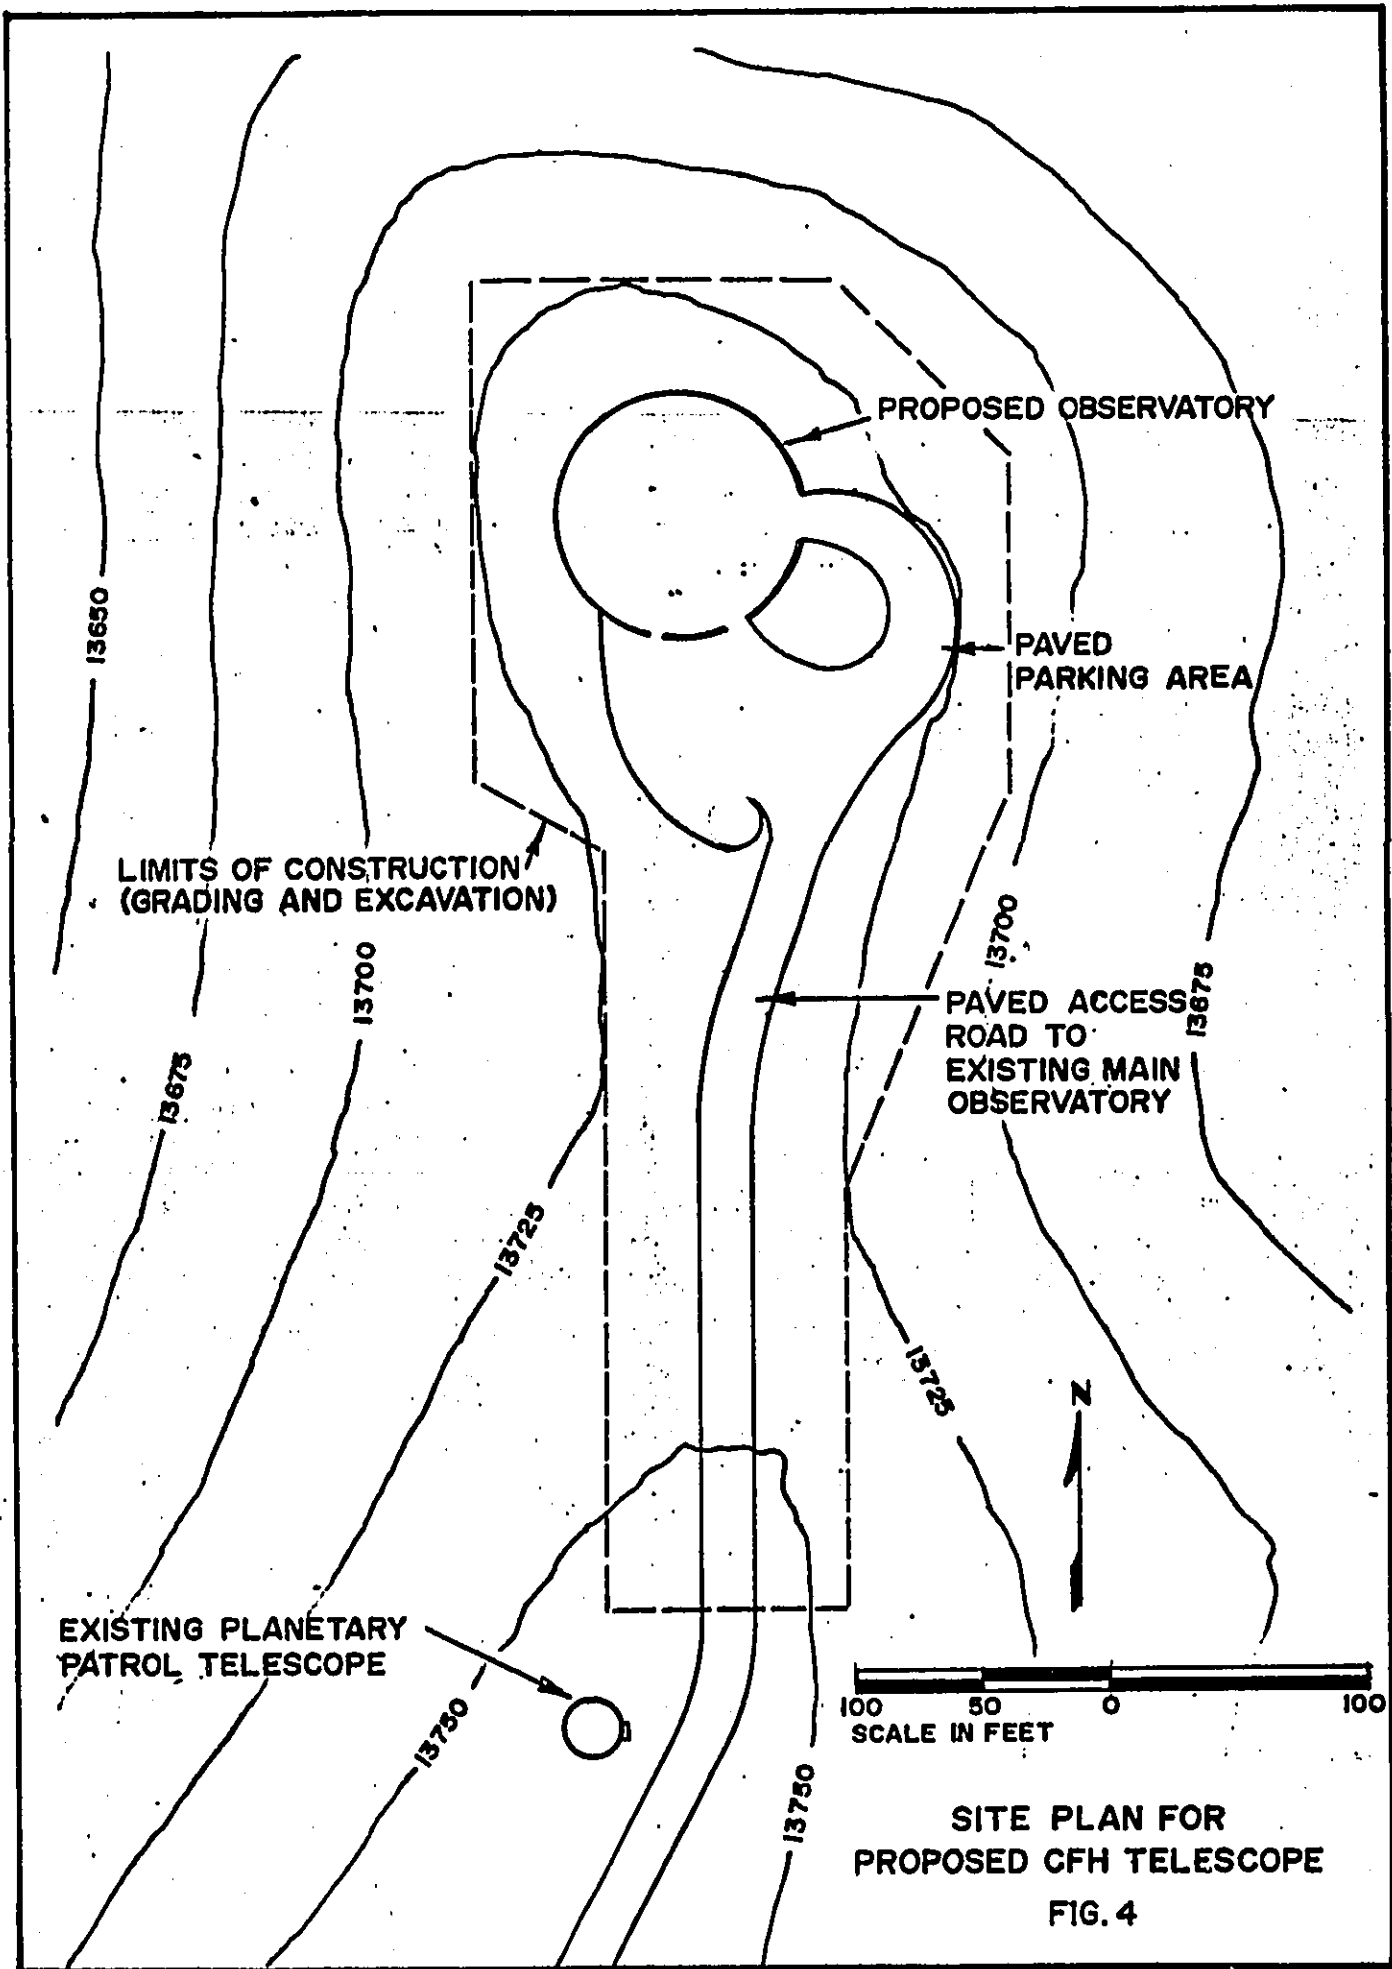 PROPOSED OBSERVATORY
13650
PAVED
PARKING AREA
LIMITS OF CONSTRUCTION
(GRADING AND EXCAVATION)
13700
13700
13675
PAVED ACCESS
ROAD TO
EXISTING MAIN
OBSERVATORY
13675
13725
13725
N
EXISTING PLANETARY
PATROL TELESCOPE
13750
100 50 0 100
SCALE IN FEET
13750
SITE PLAN FOR
PROPOSED CFH TELESCOPE
FIG. 4